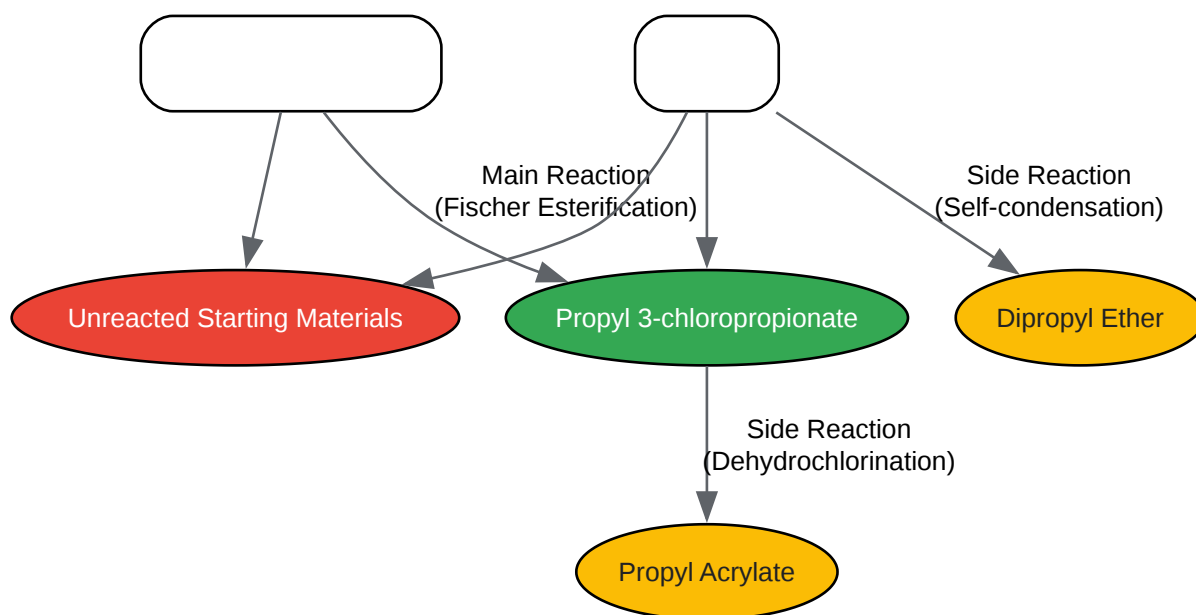 Main Reaction
(Fischer Esterification)
Side Reaction
(Self-condensation)
Unreacted Starting Materials
Propyl 3-chloropropionate
Dipropyl Ether
Side Reaction
(Dehydrochlorination)
Propyl Acrylate